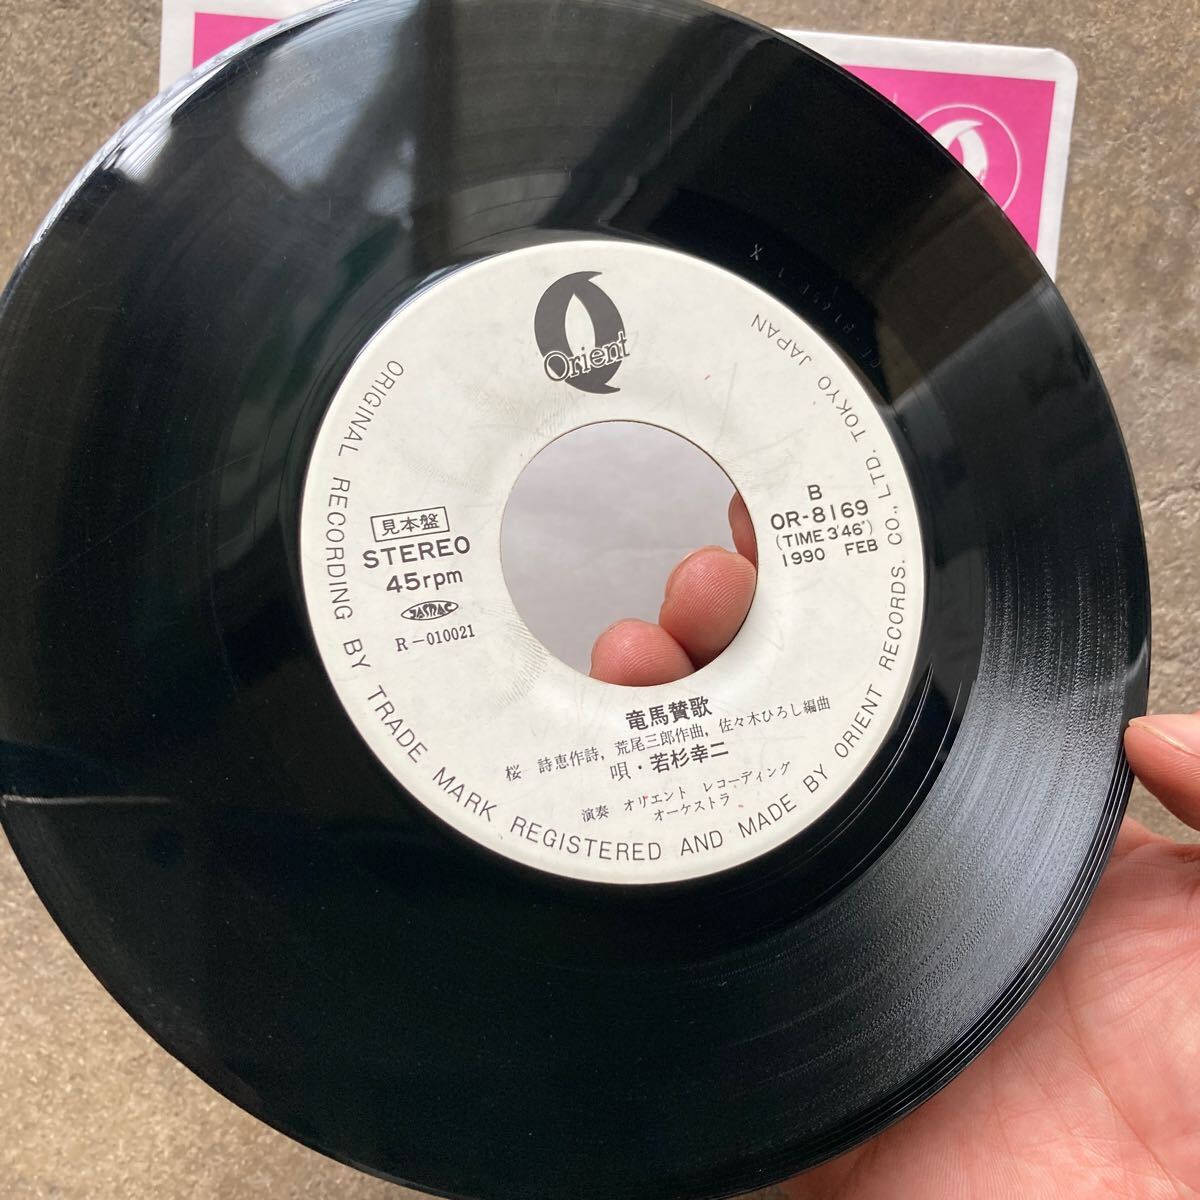 Orient
ORIGINAL RECORDING BY TRADE MARK REGISTERED AND MADE BY ORIENT RECORDS. CO., LTD. TOKYO JAPAN
見本盤
STEREO
45rpm
JASRAC
R-010021
B
OR-8169
(TIME 3'46")
1990 FEB
竜馬賛歌
桜 詩恵作詩, 荒尾三郎作曲, 佐々木ひろし編曲
唄・若杉幸二
演奏 オリエント レコーディング
オーケストラ